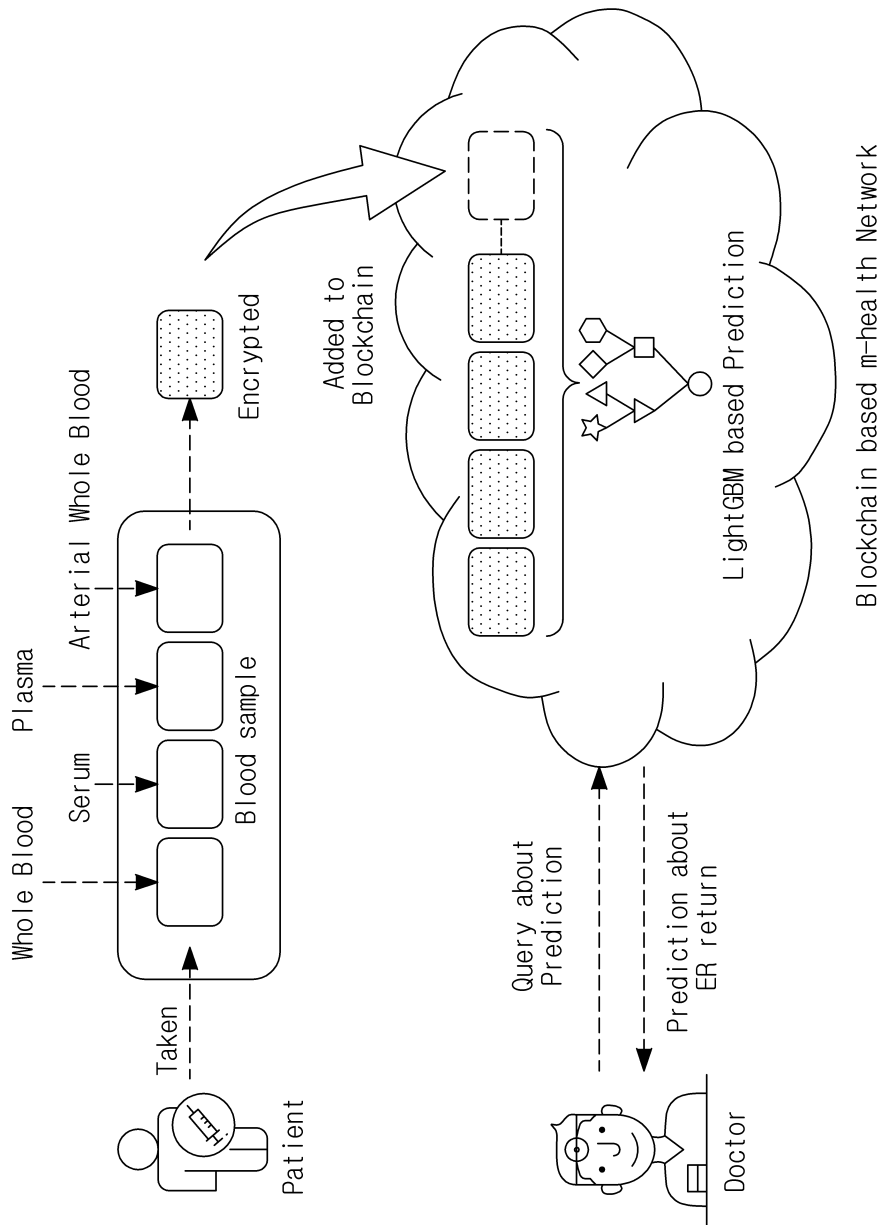 Whole Blood
Serum
Plasma
Arterial Whole Blood
Taken
Blood sample
Encrypted
Patient
Added to
Blockchain
Query about
Prediction
Prediction about
ER return
LightGBM based Prediction
Doctor
Blockchain based m-health Network